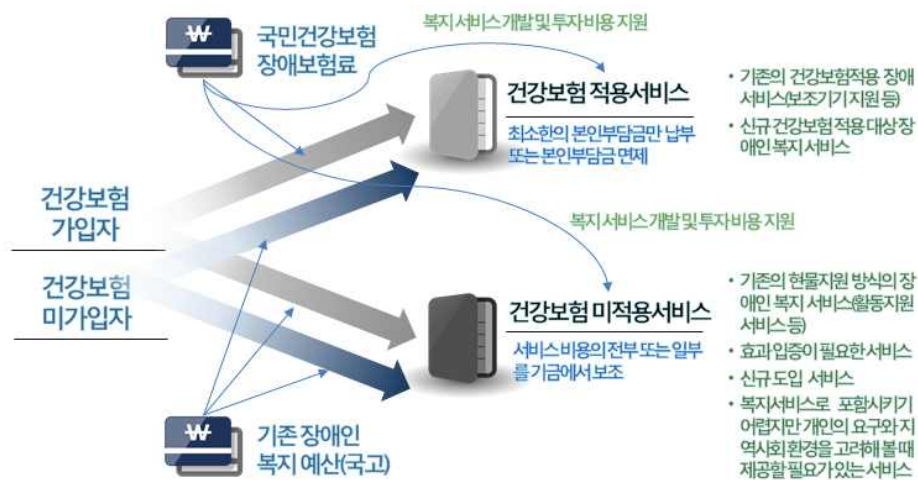 복지 서비스 개발 및 투자 비용 지원
₩
국민건강보험
장애보험료
건강보험 적용서비스
최소한의 본인부담금만 납부
또는 본인부담금 면제
• 기존의 건강보험적용 장애
서비스(보조기기 지원 등)
• 신규 건강보험 적용 대상 장
애인 복지 서비스
건강보험
가입자
건강보험
미가입자
복지 서비스 개발 및 투자 비용 지원
건강보험 미적용서비스
서비스 비용의 전부 또는 일부
를 기금에서 보조
• 기존의 현물지원 방식의 장
애인 복지 서비스(활동지원
서비스 등)
• 효과 입증이 필요한 서비스
• 신규 도입 서비스
• 복지서비스로 포함시키기
어렵지만 개인의 요구와 지
역사회 환경을 고려해 볼 때
제공할 필요가 있는 서비스
₩
기존 장애인
복지 예산(국고)